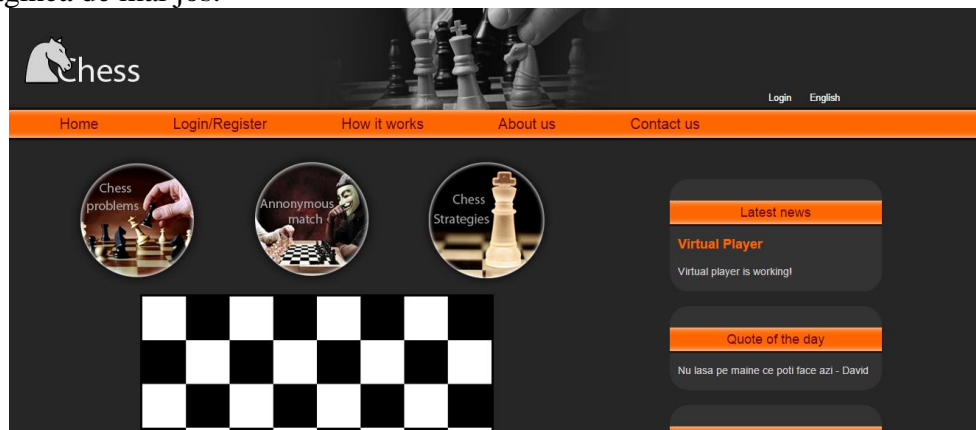 Chess
Login English
Home Login/Register How it works About us Contact us
Chess
problems
Annonymous
match
Chess
Strategies
Latest news
Virtual Player
Virtual player is working!
Quote of the day
Nu lasa pe maine ce poti face azi - David